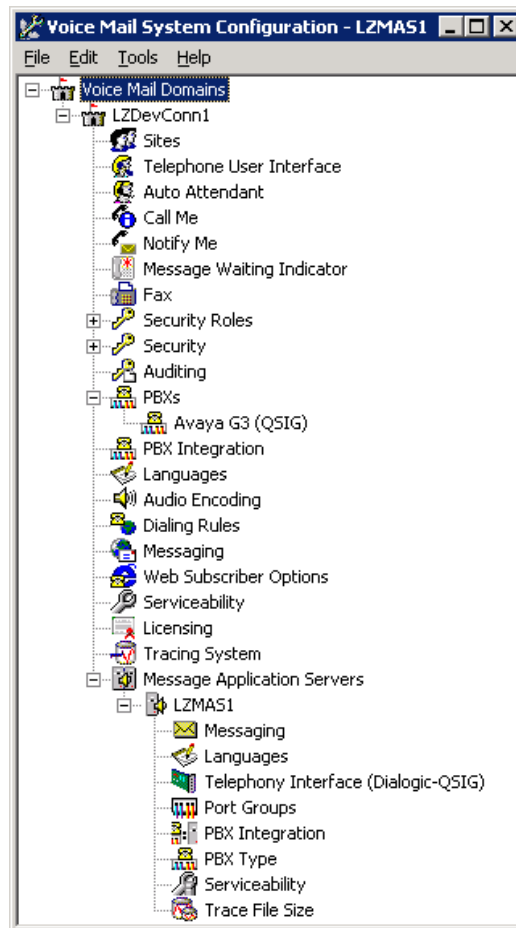 Voice Mail System Configuration - LZMAS1
File Edit Tools Help
Voice Mail Domains
LZDevConn1
Sites
Telephone User Interface
Auto Attendant
Call Me
Notify Me
Message Waiting Indicator
Fax
Security Roles
Security
Auditing
PBXs
Avaya G3 (QSIG)
PBX Integration
Languages
Audio Encoding
Dialing Rules
Messaging
Web Subscriber Options
Serviceability
Licensing
Tracing System
Message Application Servers
LZMAS1
Messaging
Languages
Telephony Interface (Dialogic-QSIG)
Port Groups
PBX Integration
PBX Type
Serviceability
Trace File Size